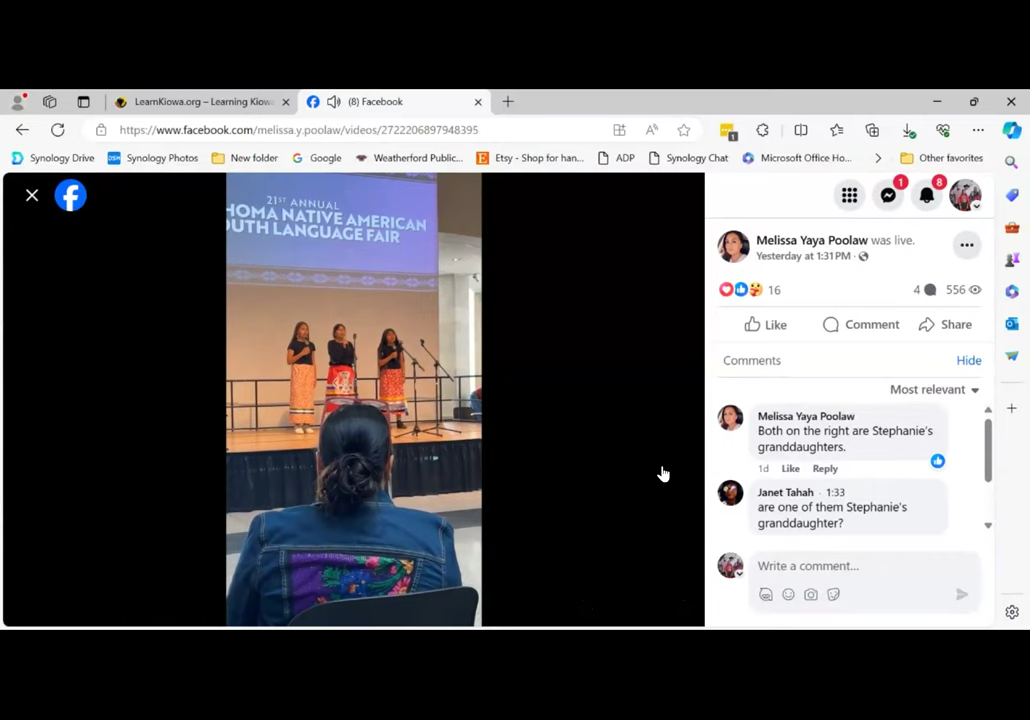 LearnKiowa.org – Learning Kiowa
(8) Facebook
https://www.facebook.com/melissa.y.poolaw/videos/2722206897948395
1
Synology Drive
DSM Synology Photos
New folder
Google
Weatherford Public...
Etsy - Shop for han...
ADP
Synology Chat
Microsoft Office Ho...
Other favorites
21ST ANNUAL
HOMA NATIVE AMERICAN
OUTH LANGUAGE FAIR
1
8
Melissa Yaya Poolaw was live.
Yesterday at 1:31 PM ·
16
4
556
Like
Comment
Share
Comments
Hide
Most relevant
Melissa Yaya Poolaw
Both on the right are Stephanie's
granddaughters.
1d Like Reply
Janet Tahah · 1:33
are one of them Stephanie's
granddaughter?
Write a comment...